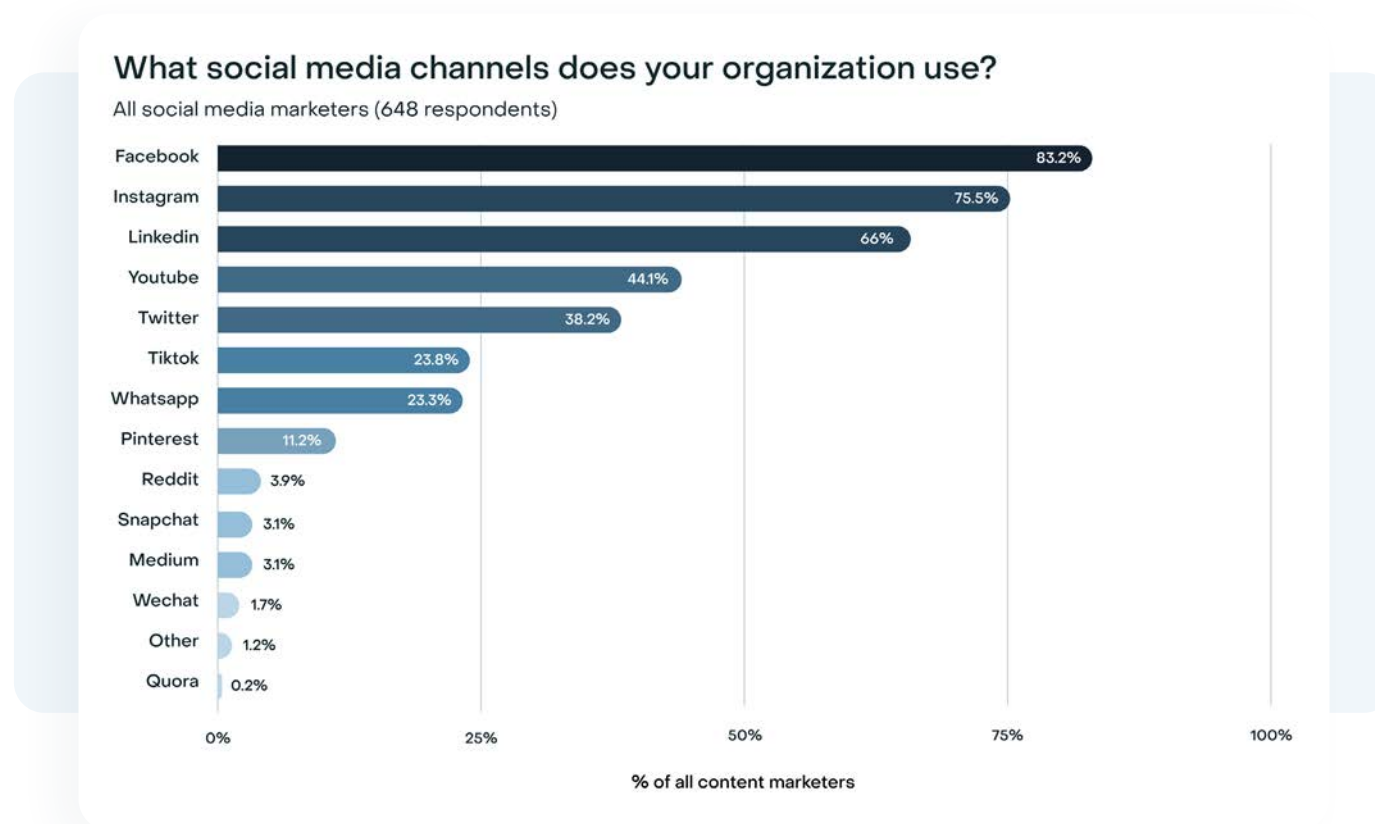 What social media channels does your organization use?
All social media marketers (648 respondents)
Facebook 83.2%
Instagram 75.5%
Linkedin 66%
Youtube 44.1%
Twitter 38.2%
Tiktok 23.8%
Whatsapp 23.3%
Pinterest 11.2%
Reddit 3.9%
Snapchat 3.1%
Medium 3.1%
Wechat 1.7%
Other 1.2%
Quora 0.2%
0% 25% 50% 75% 100%
% of all content marketers